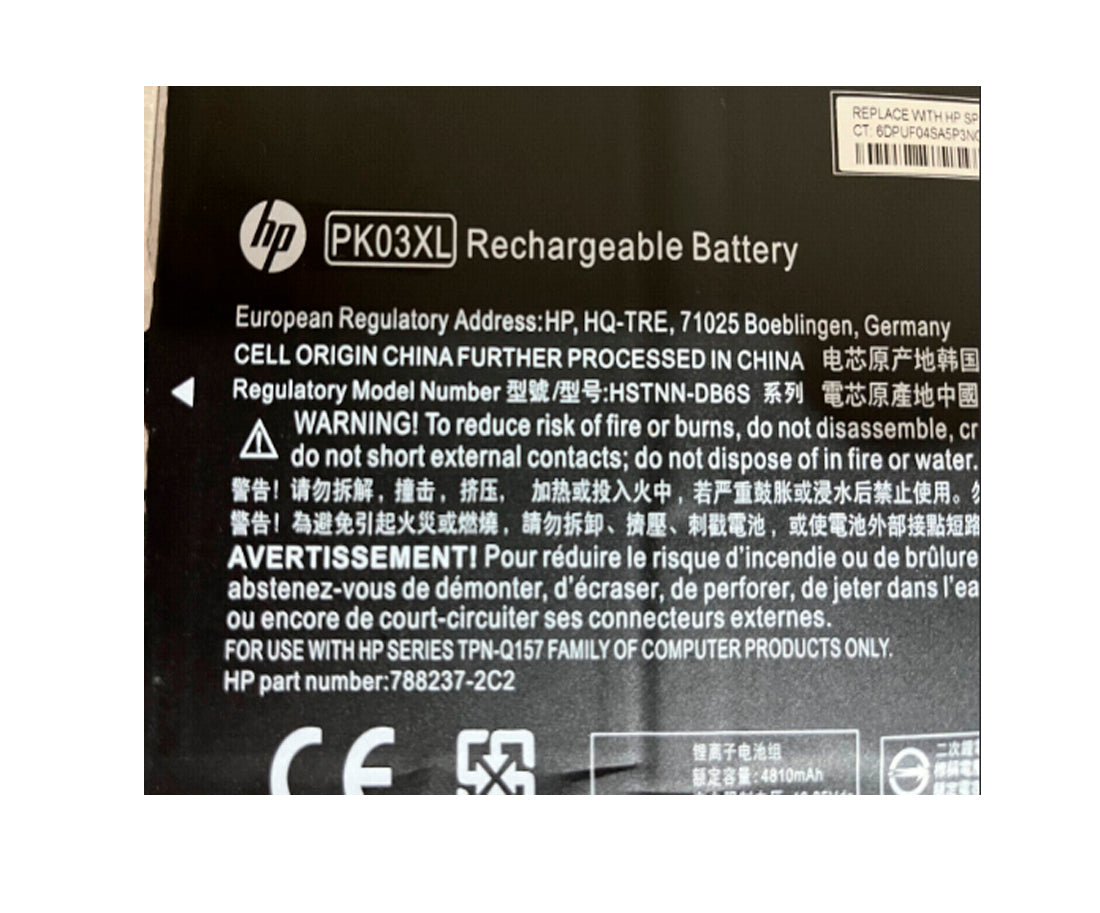 REPLACE WITH HP SP
CT: 6DPUF04SA5P3NC
hp PK03XL Rechargeable Battery
European Regulatory Address:HP, HQ-TRE, 71025 Boeblingen, Germany
CELL ORIGIN CHINA FURTHER PROCESSED IN CHINA 电芯原产地韩国
Regulatory Model Number 型號/型号:HSTNN-DB6S 系列 電芯原產地中國
WARNING! To reduce risk of fire or burns, do not disassemble, cr
do not short external contacts; do not dispose of in fire or water.
警告! 请勿拆解, 撞击, 挤压, 加热或投入火中, 若严重鼓胀或浸水后禁止使用。勿
警告! 為避免引起火災或燃燒, 請勿拆卸、擠壓、刺戳電池, 或使電池外部接點短路
AVERTISSEMENT! Pour réduire le risque d'incendie ou de brûlure
abstenez-vous de démonter, d'écraser, de perforer, de jeter dans l'ea
ou encore de court-circuiter ses connecteurs externes.
FOR USE WITH HP SERIES TPN-Q157 FAMILY OF COMPUTER PRODUCTS ONLY.
HP part number:788237-2C2
CE
锂离子电池组
额定容量:4810mAh
二次鋰